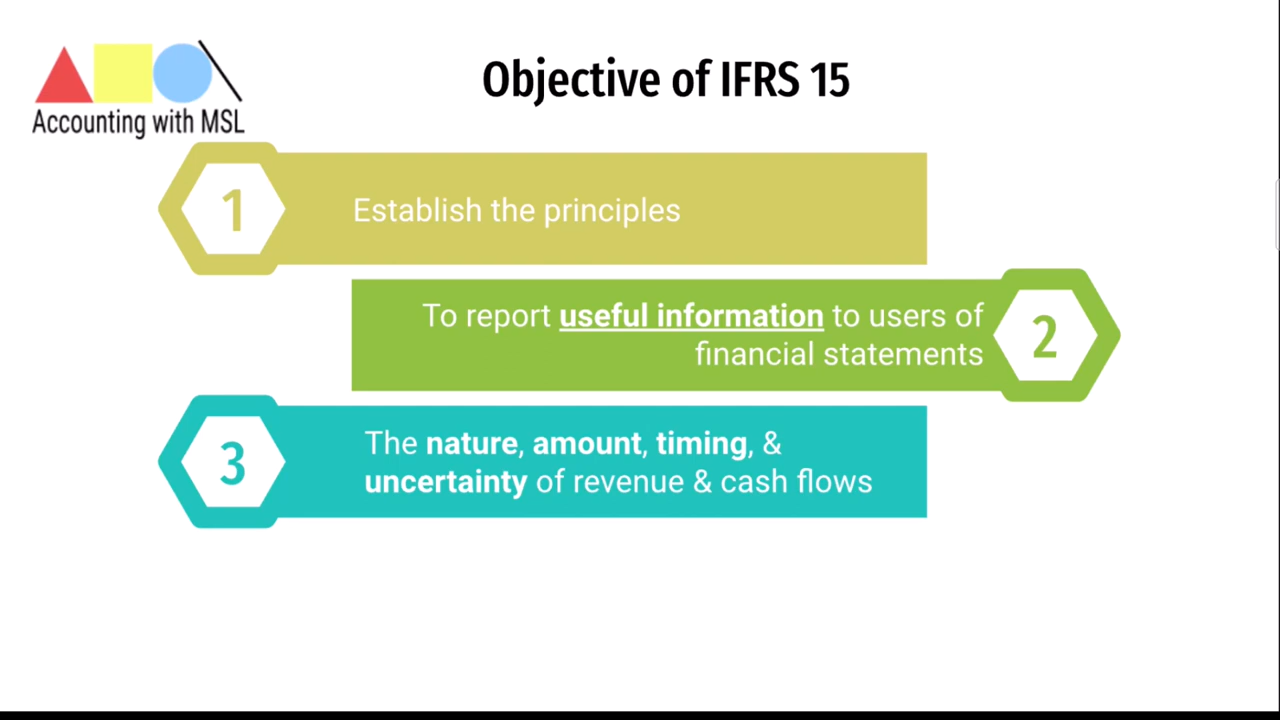 Objective of IFRS 15
Accounting with MSL
1
Establish the principles
To report useful information to users of
financial statements
2
3
The nature, amount, timing, &
uncertainty of revenue & cash flows